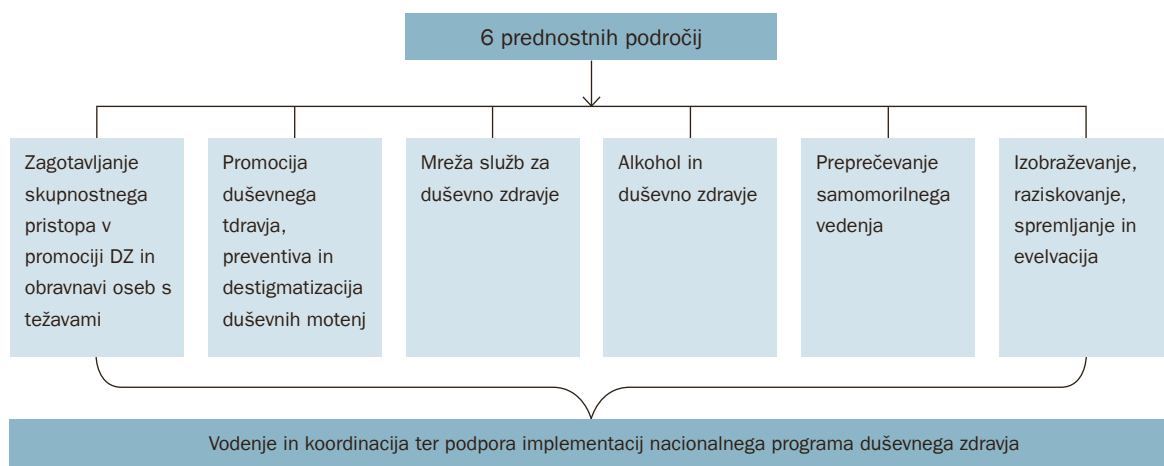 6 prednostnih področij
Zagotavljanje
skupnostnega
pristopa v
promociji DZ in
obravnavi oseb s
težavami
Promocija
duševnega
tdravja,
preventiva in
destigmatizacija
duševnih motenj
Mreža služb za
duševno zdravje
Alkohol in
duševno zdravje
Preprečevanje
samomorilnega
vedenja
Izobraževanje,
raziskovanje,
spremljanje in
evelvacija
Vodenje in koordinacija ter podpora implementacij nacionalnega programa duševnega zdravja